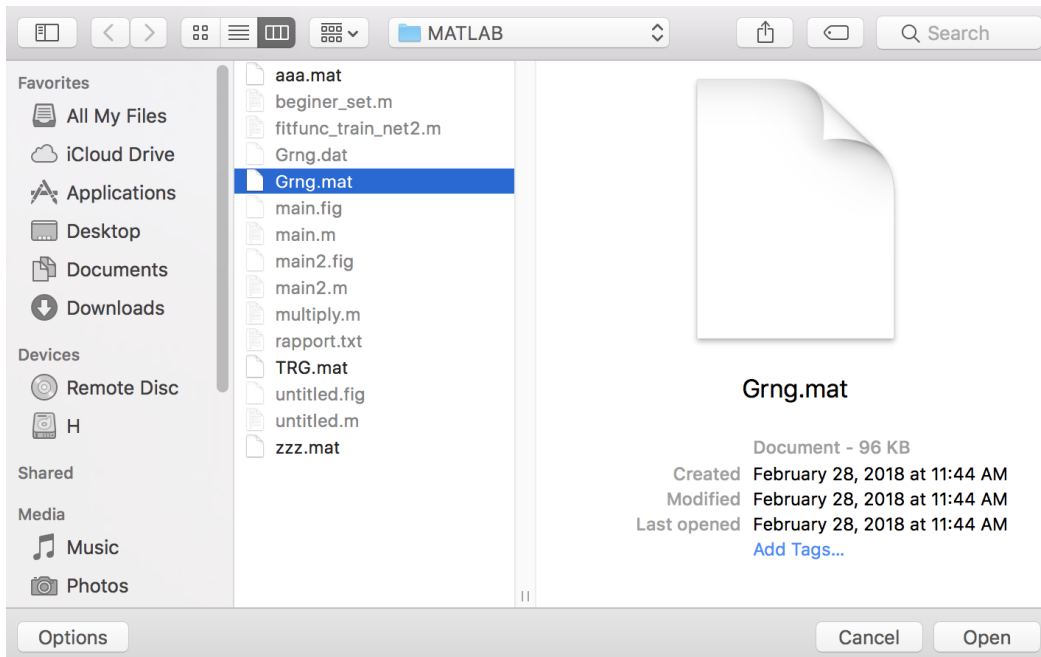 MATLAB
Search
Favorites
All My Files
iCloud Drive
Applications
Desktop
Documents
Downloads
Devices
Remote Disc
H
Shared
Media
Music
Photos
aaa.mat
beginer_set.m
fitfunc_train_net2.m
Grng.dat
Grng.mat
main.fig
main.m
main2.fig
main2.m
multiply.m
rapport.txt
TRG.mat
untitled.fig
untitled.m
zzz.mat
Grng.mat
Document - 96 KB
Created February 28, 2018 at 11:44 AM
Modified February 28, 2018 at 11:44 AM
Last opened February 28, 2018 at 11:44 AM
Add Tags...
Options
Cancel
Open